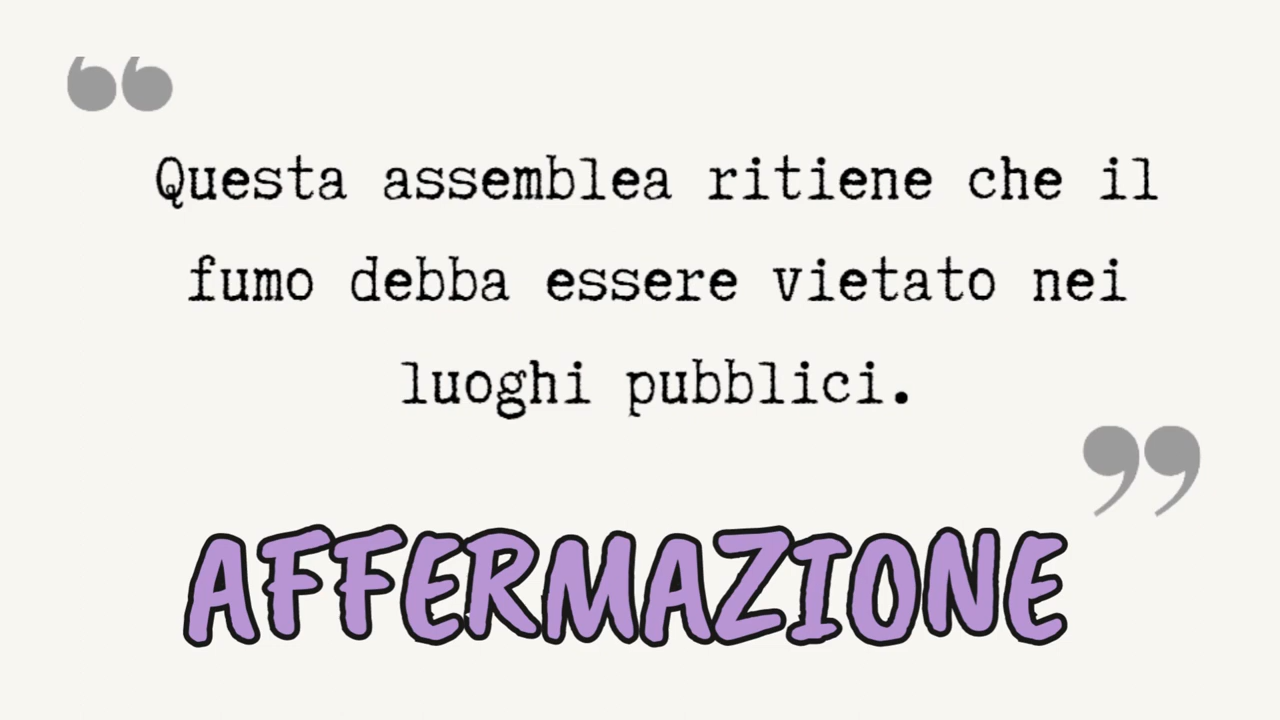 “Questa assemblea ritiene che il
fumo debba essere vietato nei
luoghi pubblici.”
AFFERMAZIONE